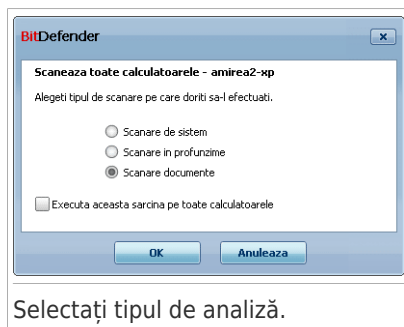 BitDefender
x
Scaneaza toate calculatoarele - amirea2-xp
Alegeti tipul de scanare pe care doriti sa-l efectuati.
Scanare de sistem
Scanare in profunzime
Scanare documente
Executa aceasta sarcina pe toate calculatoarele
OK Anuleaza
Selectați tipul de analiză.